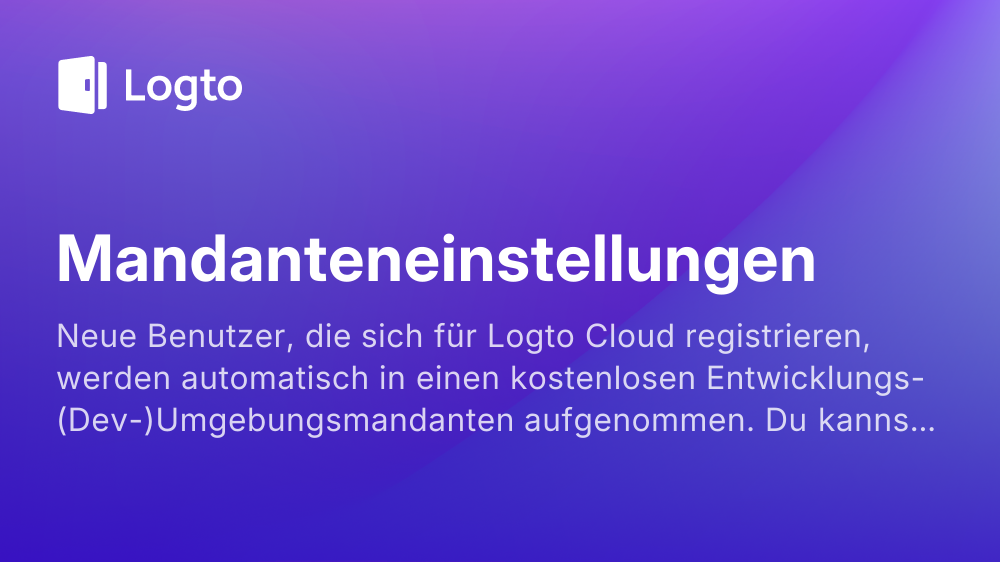 Logto
Mandanteneinstellungen
Neue Benutzer, die sich für Logto Cloud registrieren,
werden automatisch in einen kostenlosen Entwicklungs-
(Dev-)Umgebungsmandanten aufgenommen. Du kanns...